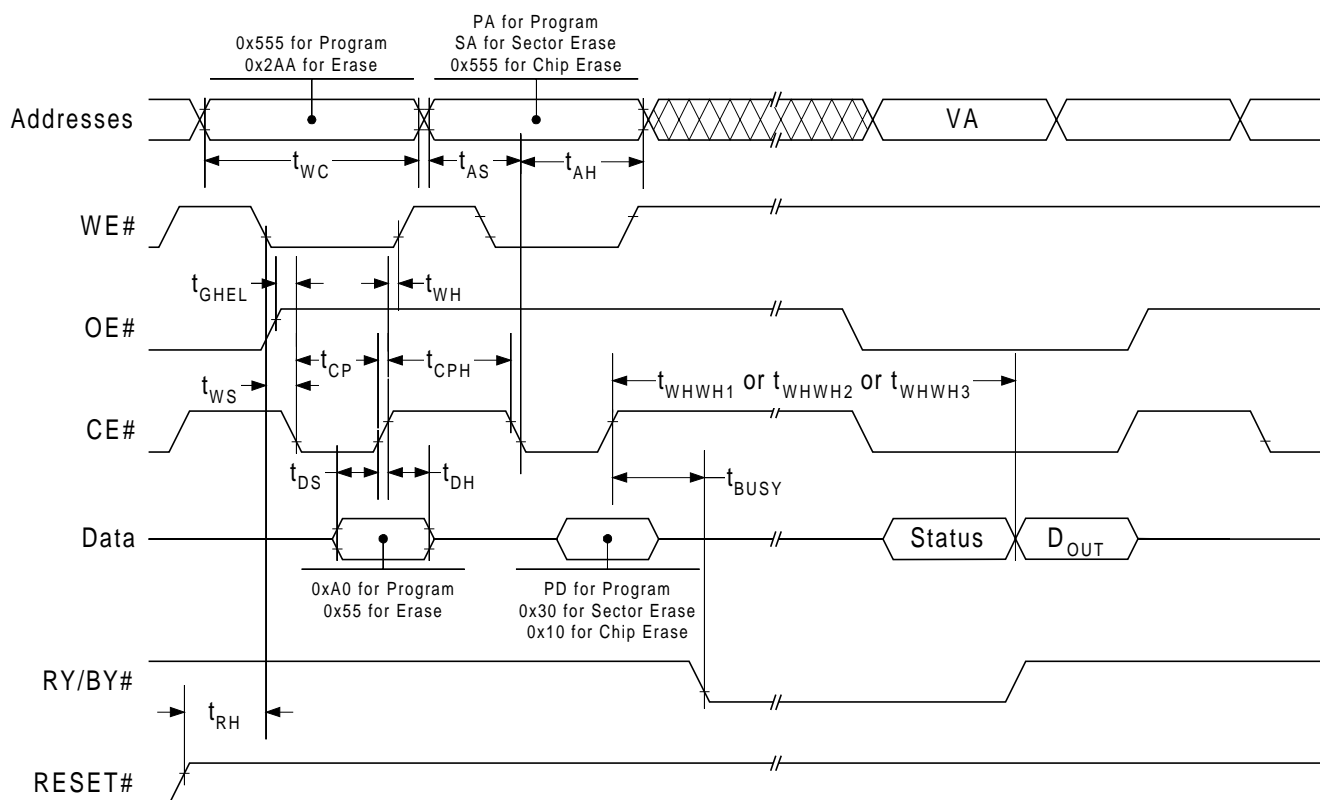 0x555 for Program
0x2AA for Erase
PA for Program
SA for Sector Erase
0x555 for Chip Erase
Addresses
VA
tWC
tAS
tAH
WE#
tGHEL
tWH
OE#
tCP
tCPH
tWS
tWHWH1 or tWHWH2 or tWHWH3
CE#
tDS
tDH
tBUSY
Data
Status
DOUT
0xA0 for Program
0x55 for Erase
PD for Program
0x30 for Sector Erase
0x10 for Chip Erase
RY/BY#
tRH
RESET#